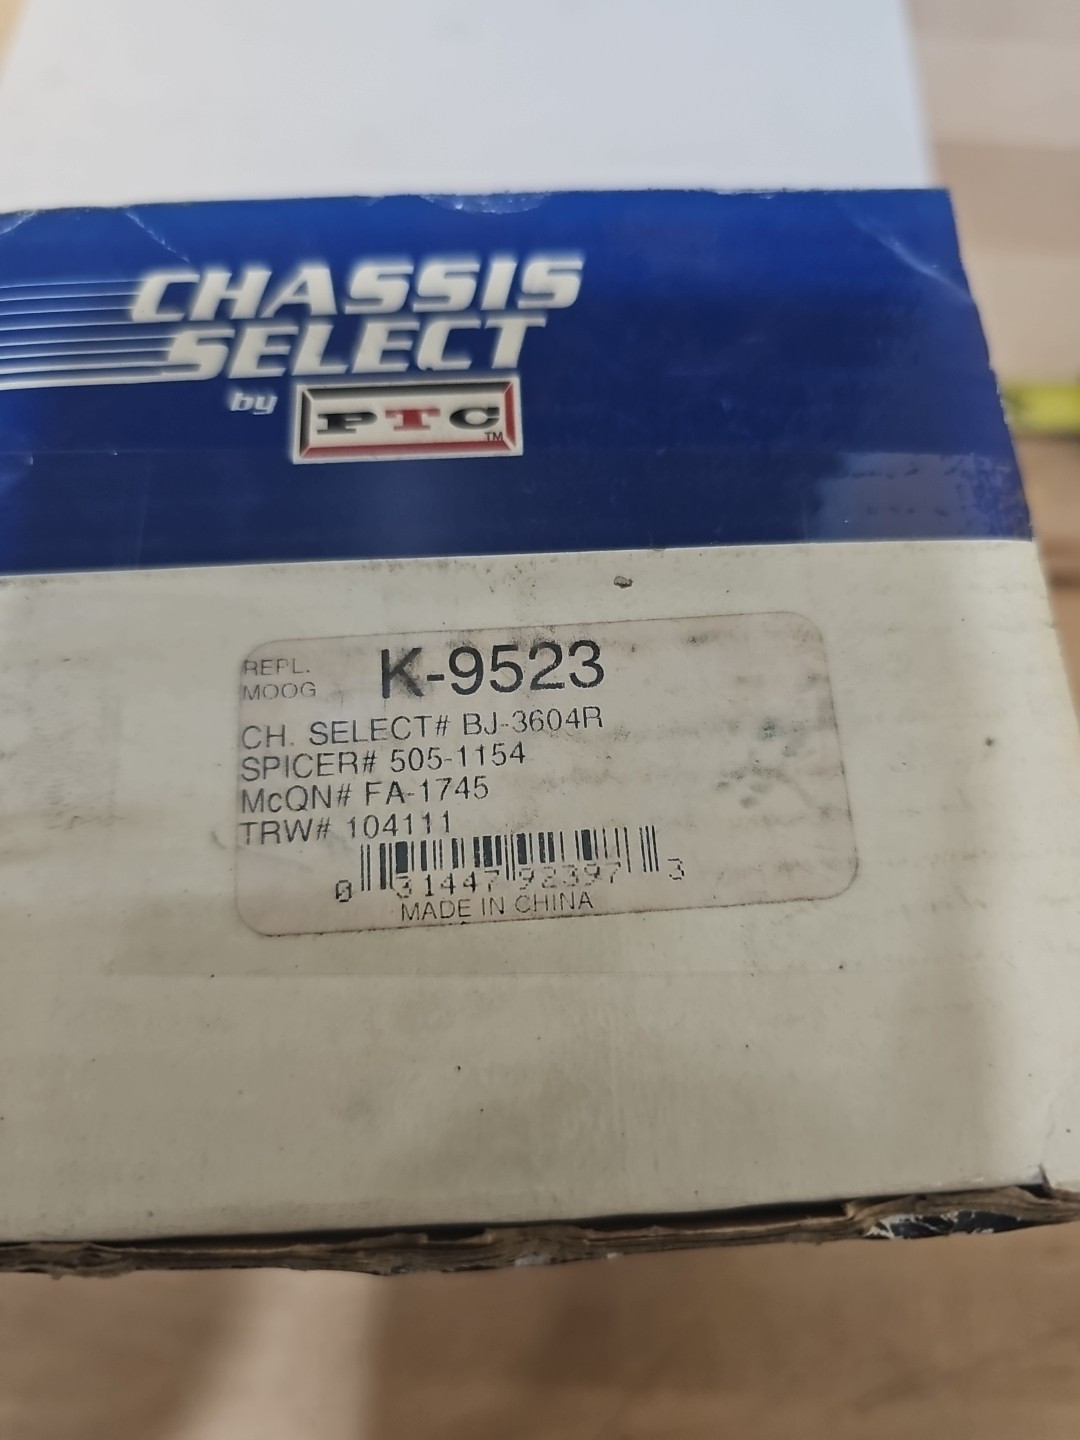 CHASSIS
SELECT
by PTC TM
REPL.
MOOG K-9523
CH. SELECT# BJ-3604R
SPICER# 505-1154
McQN# FA-1745
TRW# 104111
0 31447 92397 3
MADE IN CHINA